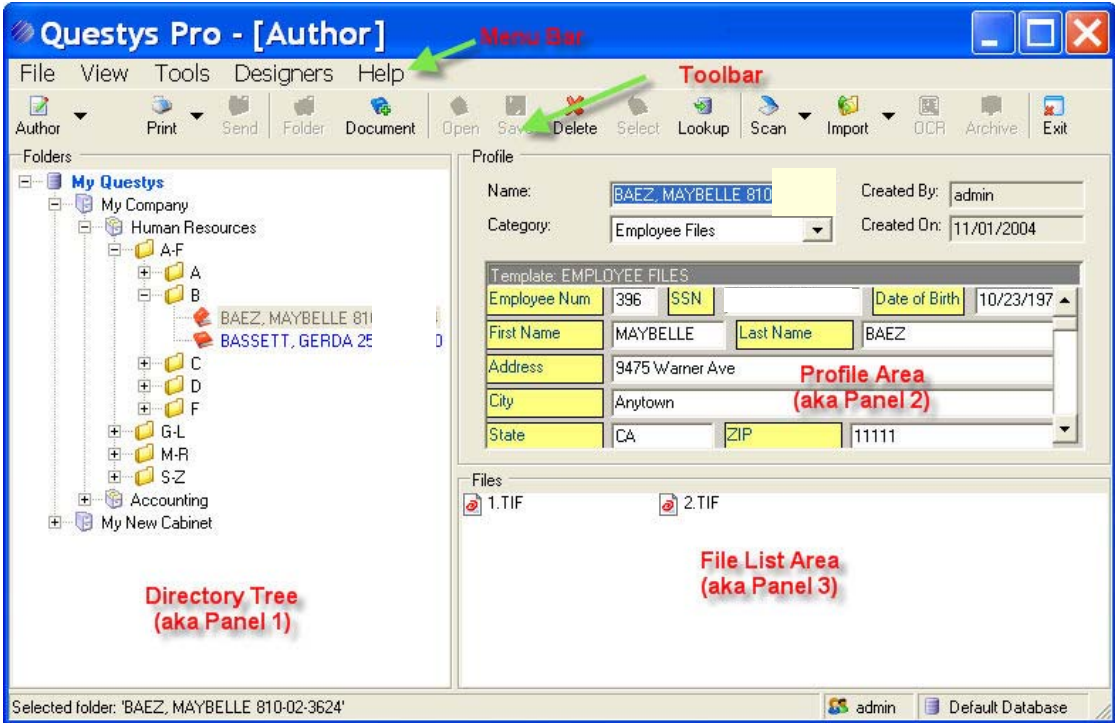 Questys Pro - [Author]
Menu Bar
File View Tools Designers Help
Toolbar
Author Print Send Folder Document Open Save Delete Select Lookup Scan Import OCR Archive Exit
Folders
My Questys
My Company
Human Resources
A-F
A
B
BAEZ, MAYBELLE 81
BASSETT, GERDA 25 0
C
D
F
G-L
M-R
S-Z
Accounting
My New Cabinet
Directory Tree
(aka Panel 1)
Profile
Name: BAEZ, MAYBELLE 810 Created By: admin
Category: Employee Files Created On: 11/01/2004
Template: EMPLOYEE FILES
Employee Num 396 SSN Date of Birth 10/23/197
First Name MAYBELLE Last Name BAEZ
Address 9475 Warner Ave
City Anytown
State CA ZIP 11111
Profile Area
(aka Panel 2)
Files
1.TIF 2.TIF
File List Area
(aka Panel 3)
Selected folder: 'BAEZ, MAYBELLE 810-02-3624' admin Default Database